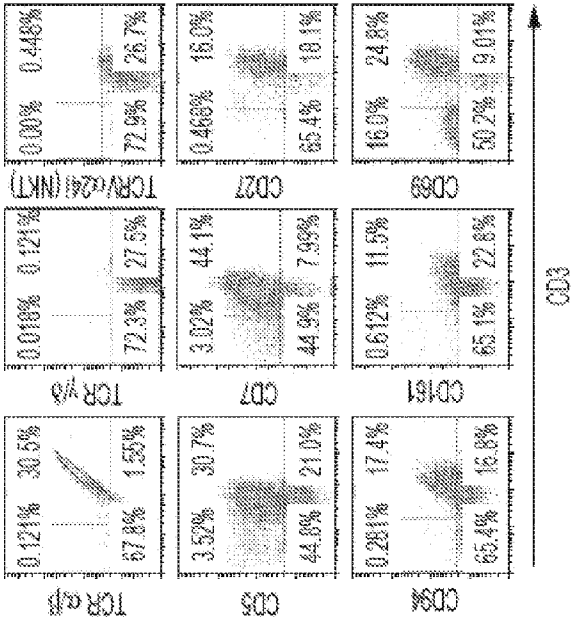 0.121% 30.5%
TCR α/β
67.8% 1.55%
0.018% 0.121%
TCR γ/δ
72.3% 27.5%
0.00% 0.448%
TCRVα24i (NKT)
72.9% 26.7%
3.52% 30.7%
CD5
44.8% 21.0%
3.02% 44.1%
CD7
44.9% 7.99%
0.468% 16.0%
CD27
65.4% 18.1%
0.281% 17.4%
CD94
65.4% 16.8%
0.612% 11.5%
CD161
65.1% 22.8%
16.0% 24.8%
CD69
50.2% 9.01%
CD3